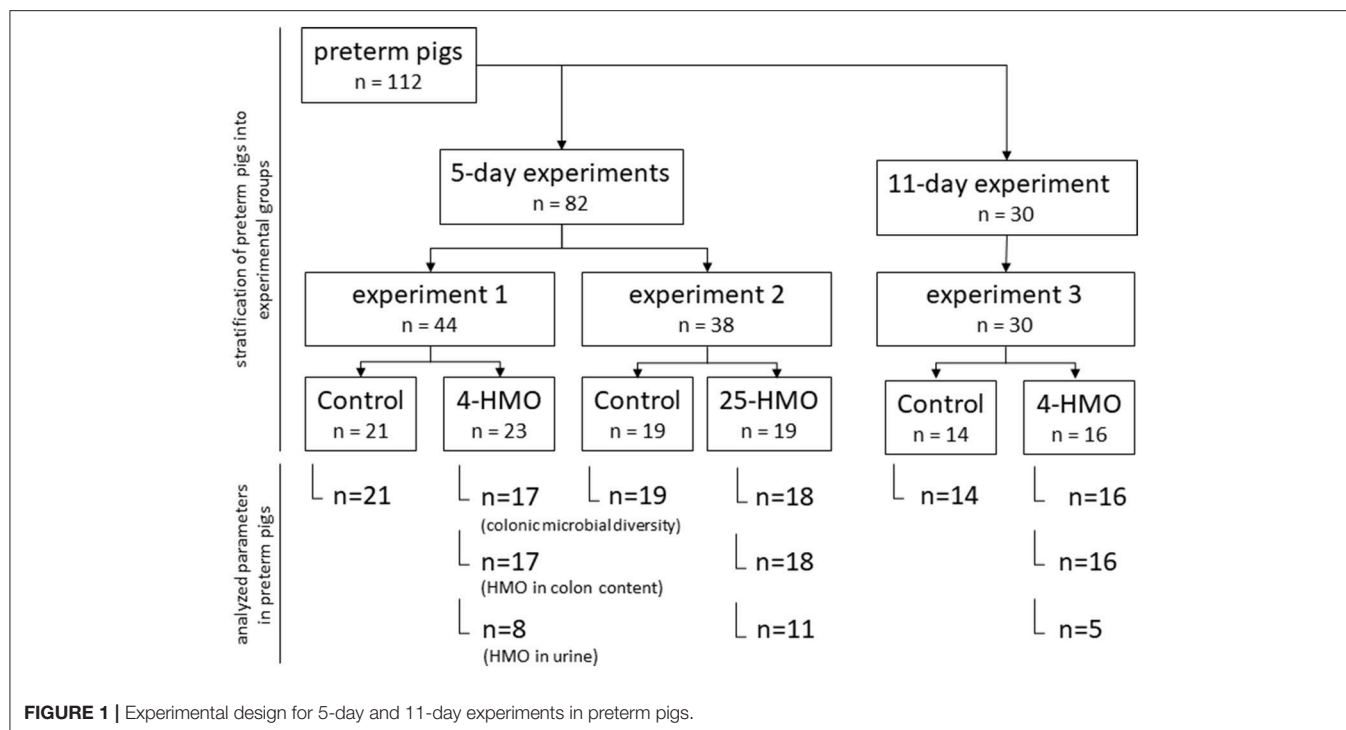 preterm pigs
n = 112
stratification of preterm pigs into
experimental groups
5-day experiments
n = 82
11-day experiment
n = 30
experiment 1
n = 44
experiment 2
n = 38
experiment 3
n = 30
Control
n = 21
4-HMO
n = 23
Control
n = 19
25-HMO
n = 19
Control
n = 14
4-HMO
n = 16
analyzed parameters
in preterm pigs
n=21
n=17
(colonic microbial diversity)
n=19
n=18
n=14
n=16
n=17
(HMO in colon content)
n=18
n=16
n=8
(HMO in urine)
n=11
n=5
FIGURE 1 | Experimental design for 5-day and 11-day experiments in preterm pigs.